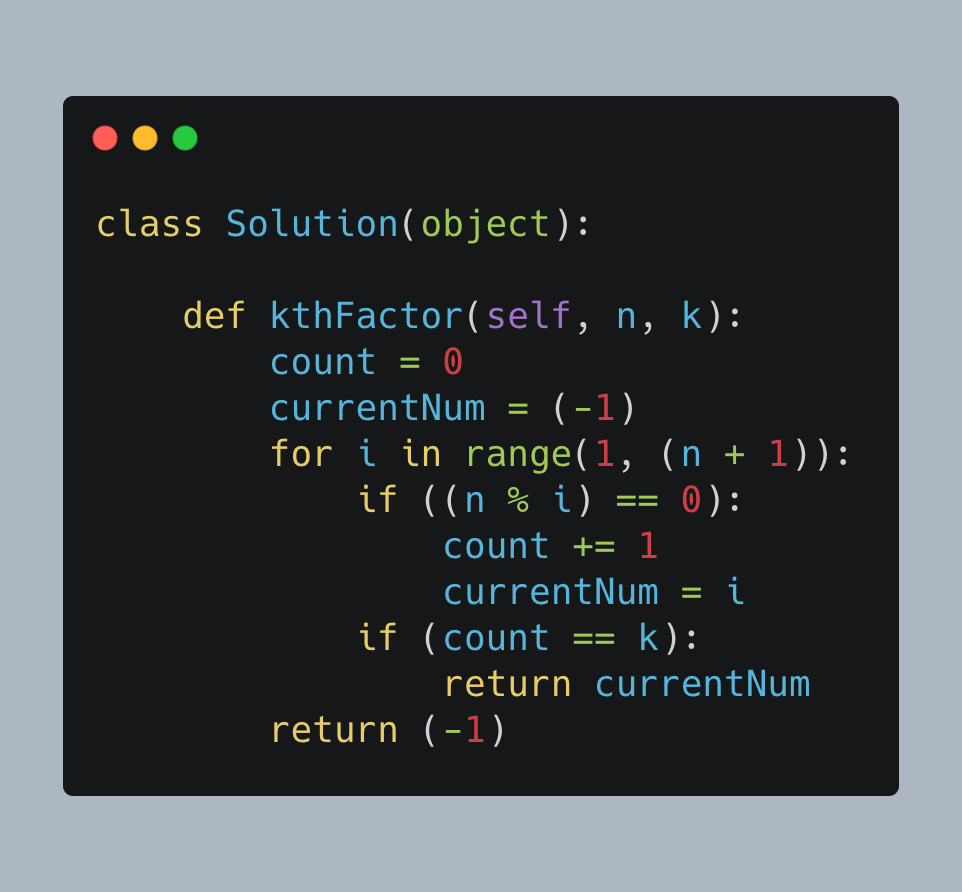 class Solution(object):

    def kthFactor(self, n, k):
        count = 0
        currentNum = (-1)
        for i in range(1, (n + 1)):
            if ((n % i) == 0):
                count += 1
                currentNum = i
            if (count == k):
                return currentNum
        return (-1)